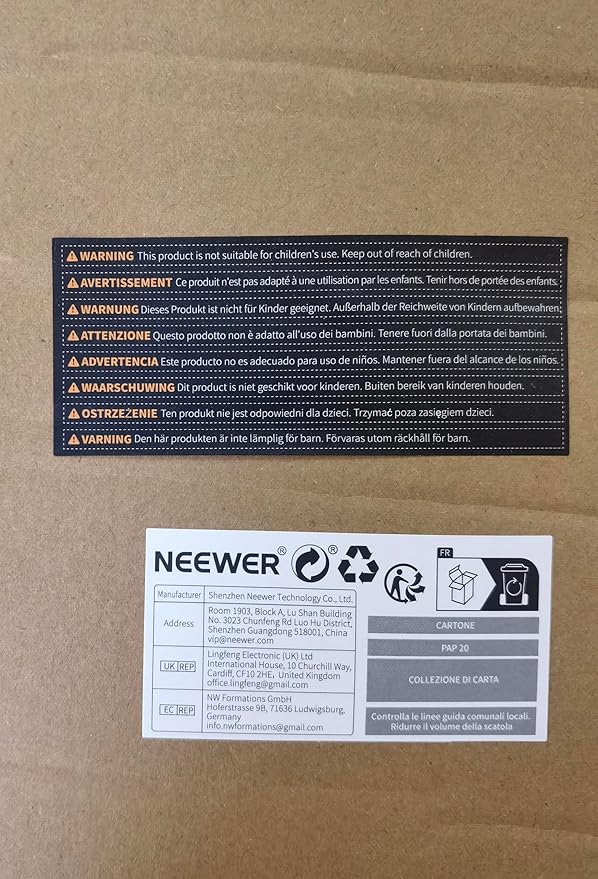 WARNING This product is not suitable for children's use. Keep out of reach of children.
AVERTISSEMENT Ce produit n'est pas adapté à une utilisation par les enfants. Tenir hors de portée des enfants.
WARNUNG Dieses Produkt ist nicht für Kinder geeignet. Außerhalb der Reichweite von Kindern aufbewahren.
ATTENZIONE Questo prodotto non è adatto all'uso dei bambini. Tenere fuori dalla portata dei bambini.
ADVERTENCIA Este producto no es adecuado para uso de niños. Mantener fuera del alcance de los niños.
WAARSCHUWING Dit product is niet geschikt voor kinderen. Buiten bereik van kinderen houden.
OSTRZEŻENIE Ten produkt nie jest odpowiedni dla dzieci. Trzymać poza zasięgiem dzieci.
VARNING Den här produkten är inte lämplig för barn. Förvaras utom räckhåll för barn.
NEEWER® ®
Manufacturer Shenzhen Neewer Technology Co., Ltd.
Address
Room 1903, Block A, Lu Shan Building
No. 3023 Chunfeng Rd Luo Hu District,
Shenzhen Guangdong 518001, China
vip@neewer.com
UK REP
Lingfeng Electronic (UK) Ltd
International House, 10 Churchill Way,
Cardiff, CF10 2HE, United Kingdom
office.lingfeng@gmail.com
EC REP
NW Formations GmbH
Hoferstrasse 9B, 71636 Ludwigsburg,
Germany
info.nwformations@gmail.com
FR
CARTONE
PAP 20
COLLEZIONE DI CARTA
Controlla le linee guida comunali locali.
Ridurre il volume della scatola